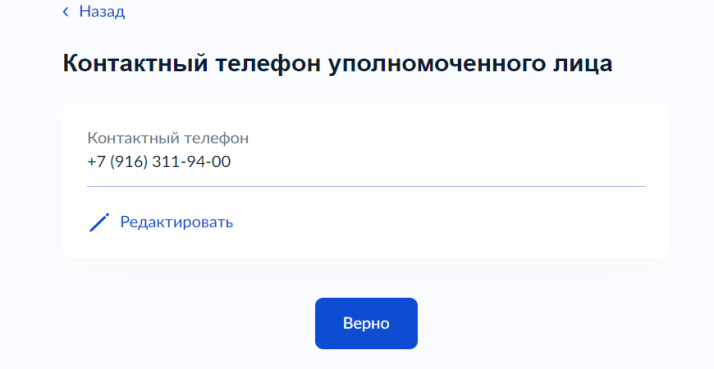 Назад
Контактный телефон уполномоченного лица
Контактный телефон
+7 (916) 311-94-00
Редактировать
Верно